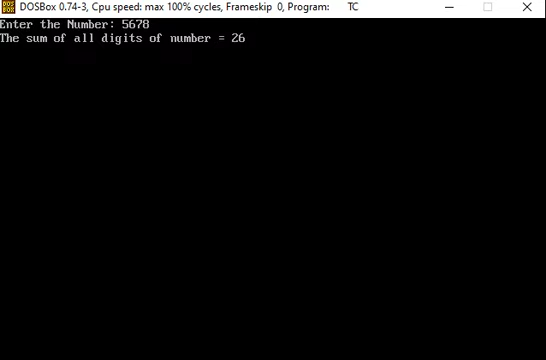 DOSBox 0.74-3, Cpu speed: max 100% cycles, Frameskip 0, Program: TC
Enter the Number: 5678
The sum of all digits of number = 26